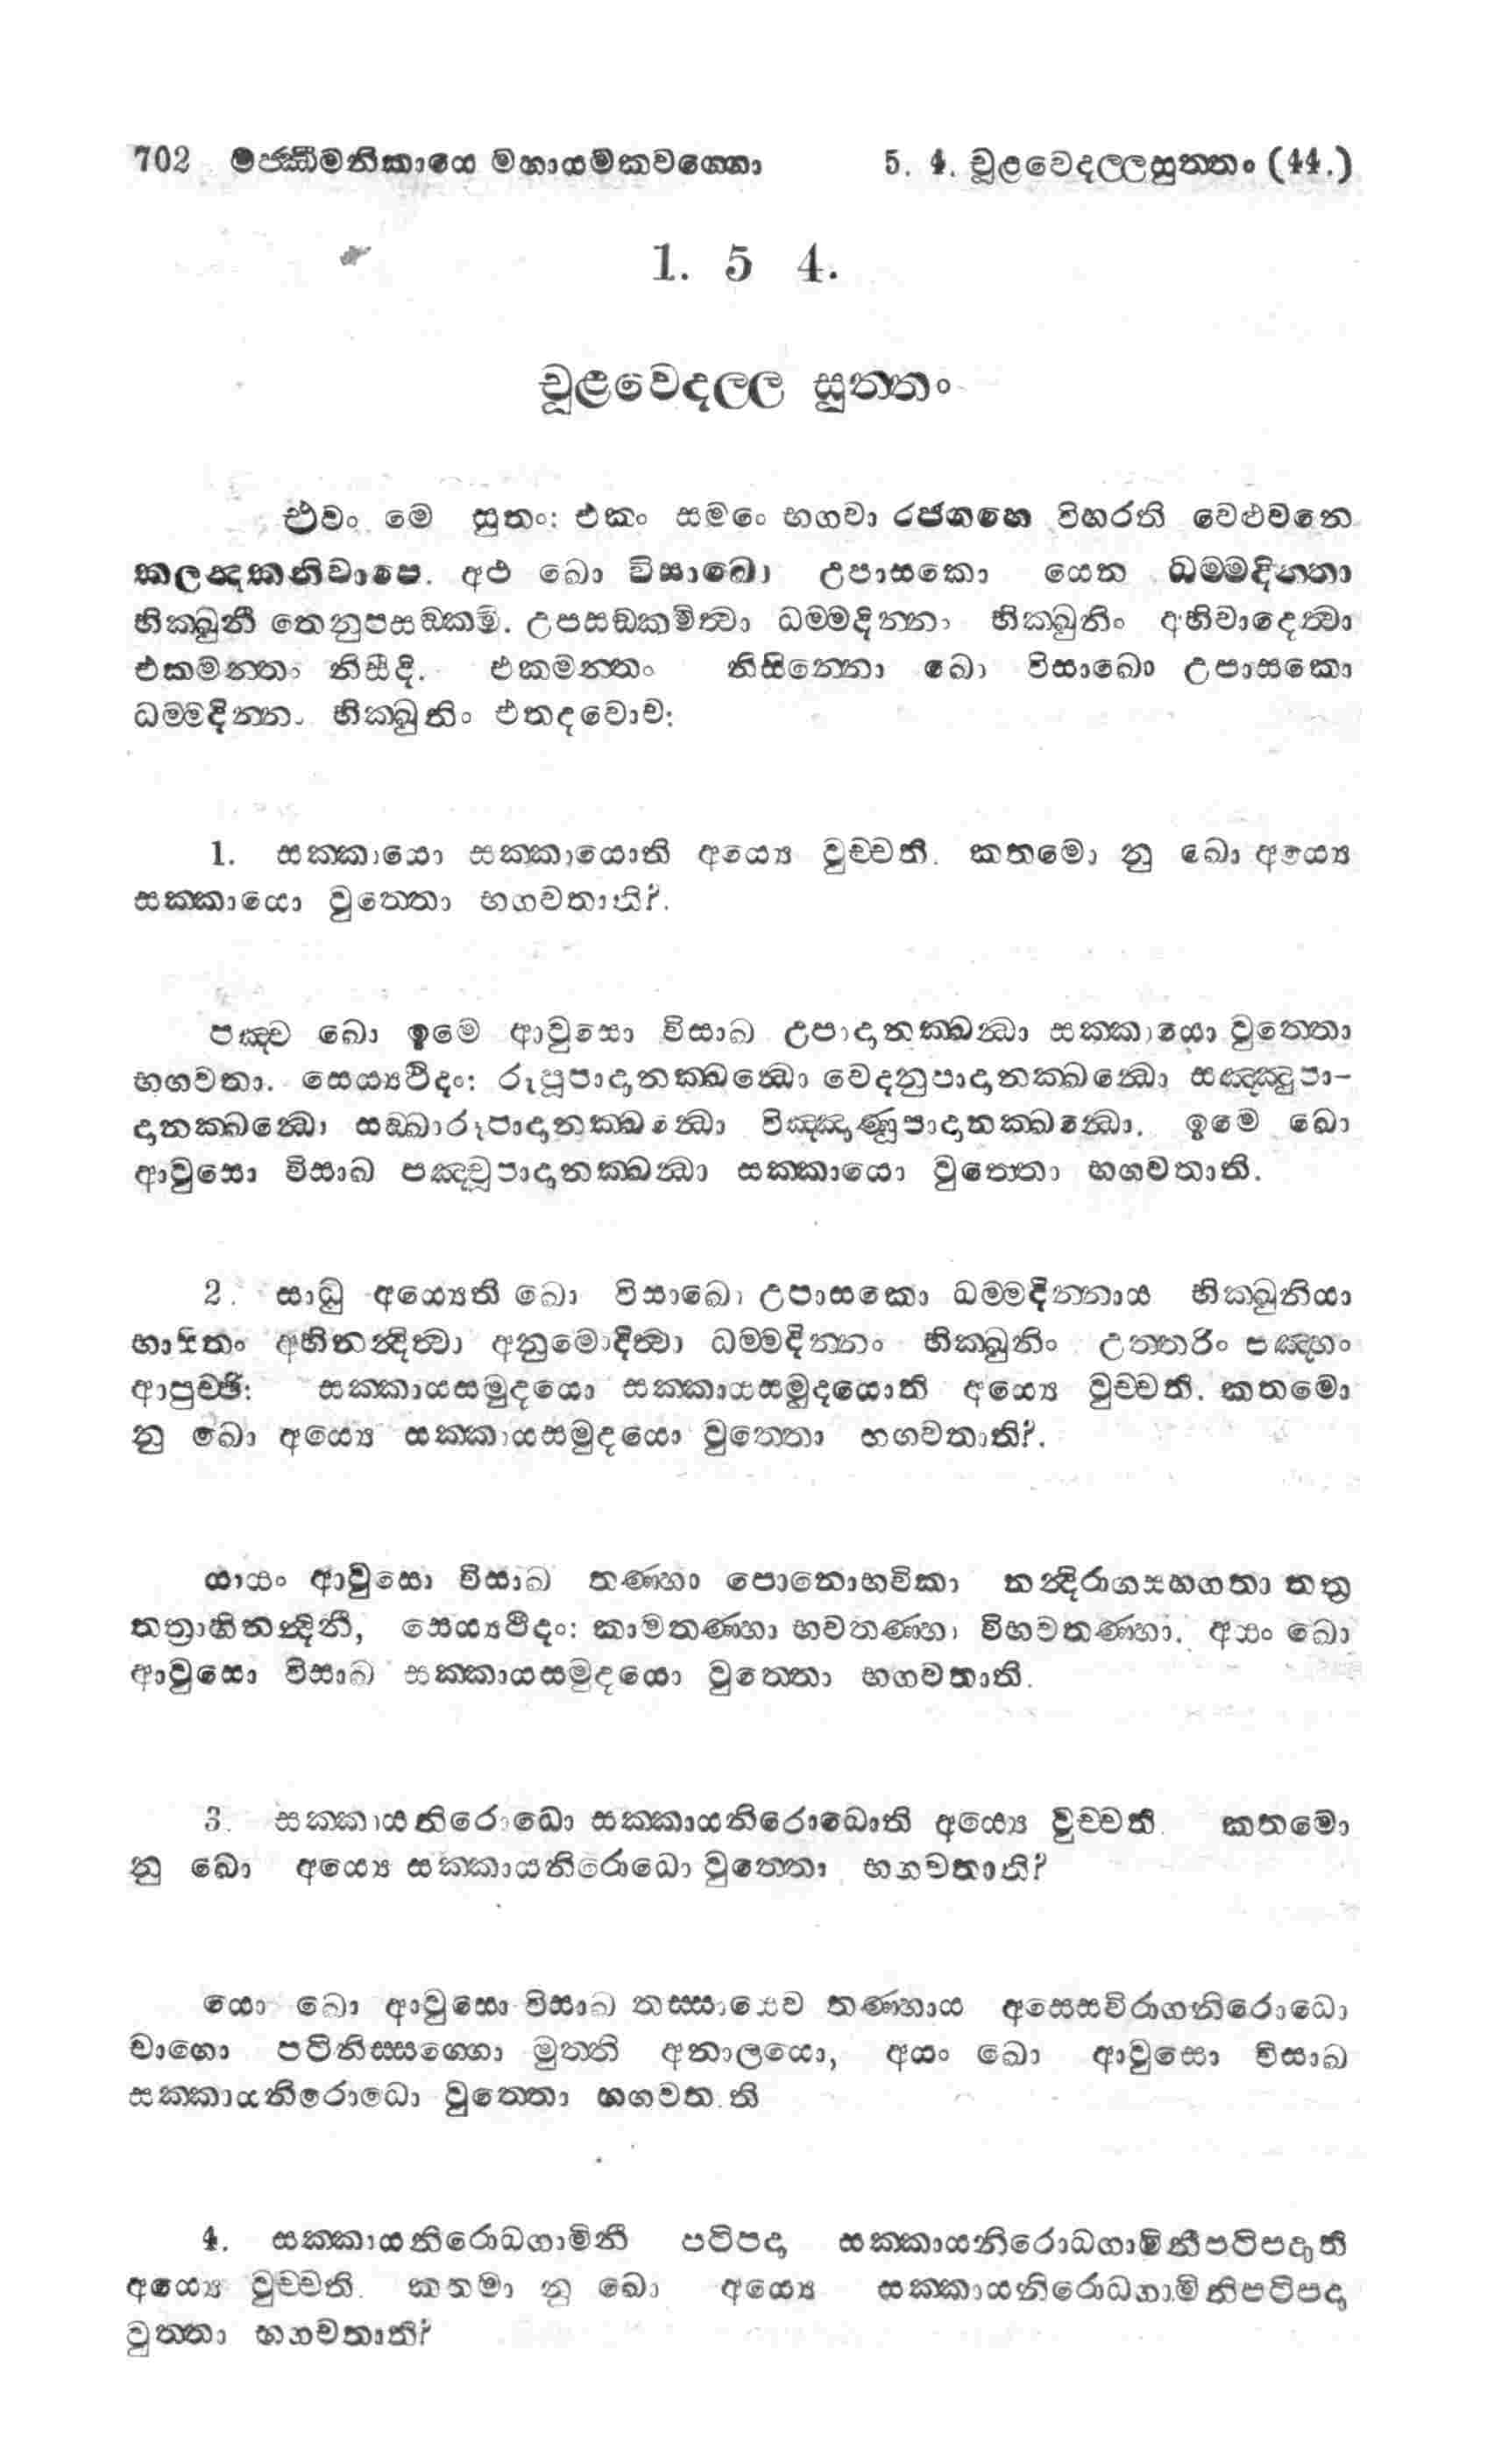 702 මජ්ඣිමනිකායෙ මහායමකවග්ගො 5. 4. චූළවෙදල්ලසුත්තං (44.)
1. 5 4.
චූළවෙදල්ල සුත්තං
එවං මෙ සුතං: එකං සමයං භගවා රජගහෙ විහරති වෙළුවනෙ
කලන්දකනිවාපෙ. අථ ඛො විසාඛො උපාසකො යෙන ධම්මදින්නා
භික්ඛුනී තෙනුපසඞ්කමි. උපසඞ්කමිත්වා ධම්මදින්නං භික්ඛුනිං අභිවාදෙත්වා
එකමන්තං නිසීදි. එකමන්තං නිසින්නො ඛො විසාඛො උපාසකො
ධම්මදින්නං භික්ඛුනිං එතදවොච:
1. සක්කායො සක්කායොති අය්‍යෙ වුච්චති. කතමො නු ඛො අය්‍යෙ
සක්කායො වුත්තො භගවතාති?.
පඤ්ච ඛො ඉමෙ ආවුසො විසාඛ උපාදානක්ඛන්ධා සක්කායො වුත්තො
භගවතා. සෙය්‍යථිදං: රූපූපාදානක්ඛන්ධො වෙදනුපාදානක්ඛන්ධො සඤ්ඤුපා-
දානක්ඛන්ධො සඞ්ඛාරූපාදානක්ඛන්ධො විඤ්ඤාණූපාදානක්ඛන්ධො. ඉමෙ ඛො
ආවුසො විසාඛ පඤ්චූපාදානක්ඛන්ධා සක්කායො වුත්තො භගවතාති.
2. සාධු අය්‍යෙති ඛො විසාඛො උපාසකො ධම්මදින්නාය භික්ඛුනියා
භාසිතං අභිනන්දිත්වා අනුමොදිත්වා ධම්මදින්නං භික්ඛුනිං උත්තරිං පඤ්හං
ආපුච්ඡි: සක්කායසමුදයො සක්කායසමුදයොති අය්‍යෙ වුච්චති. කතමො
නු ඛො අය්‍යෙ සක්කායසමුදයො වුත්තො භගවතාති?.
යායං ආවුසො විසාඛ තණ්හා පොනොභවිකා නන්දිරාගසහගතා තත්‍ර
තත්‍රාභිනන්දිනී, සෙය්‍යථිදං: කාමතණ්හා භවතණ්හා විභවතණ්හා. අයං ඛො
ආවුසො විසාඛ සක්කායසමුදයො වුත්තො භගවතාති.
3. සක්කායනිරොධො සක්කායනිරොධොති අය්‍යෙ වුච්චති. කතමො
නු ඛො අය්‍යෙ සක්කායනිරොධො වුත්තො භගවතාති?
යො ඛො ආවුසො විසාඛ තස්සායෙව තණ්හාය අසෙසවිරාගනිරොධො
චාගො පටිනිස්සග්ගො මුත්ති අනාලයො, අයං ඛො ආවුසො විසාඛ
සක්කායනිරොධො වුත්තො භගවතාති
4. සක්කායනිරොධගාමිනී පටිපදා සක්කායනිරොධගාමිනීපටිපදාති
අය්‍යෙ වුච්චති. කතමා නු ඛො අය්‍යෙ සක්කායනිරොධගාමිනිපටිපදා
වුත්තා භගවතාති?